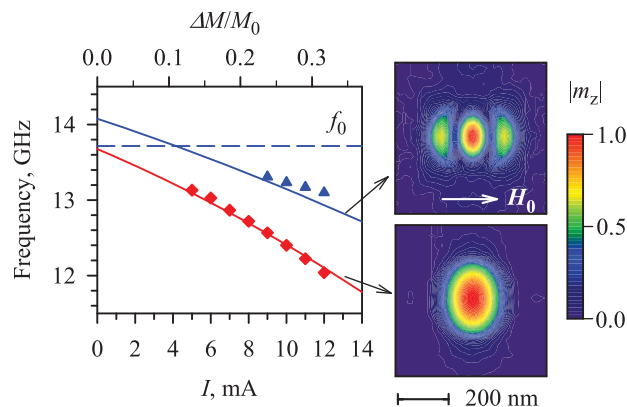 ΔM/M₀
0.0 0.1 0.2 0.3
Frequency, GHz
14
13
12
f₀
0 2 4 6 8 10 12 14
I, mA
H₀
200 nm
|m_z|
1.0
0.5
0.0